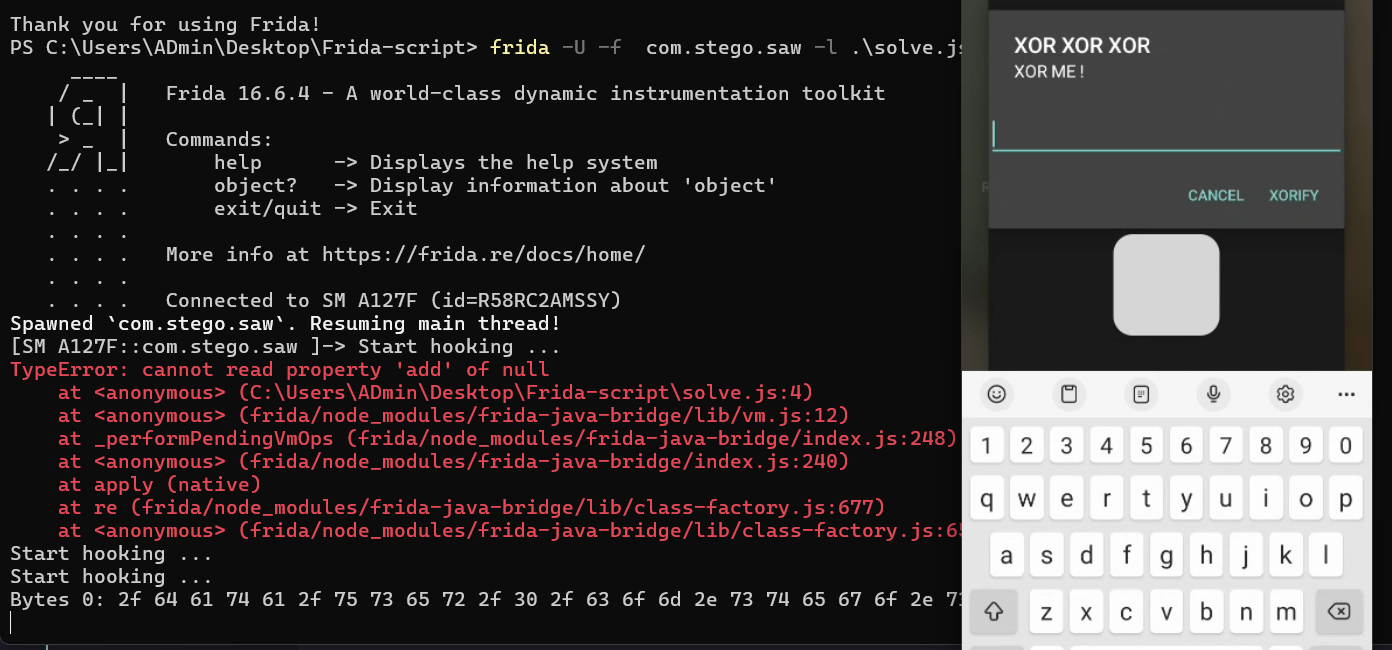 Thank you for using Frida!
PS C:\Users\ADmin\Desktop\Frida-script> frida -U -f  com.stego.saw -l .\solve.js
     ____
    / _  |   Frida 16.6.4 - A world-class dynamic instrumentation toolkit
   | (_| |
    > _  |   Commands:
   /_/ |_|       help      -> Displays the help system
   . . . .       object?   -> Display information about 'object'
   . . . .       exit/quit -> Exit
   . . . .
   . . . .   More info at https://frida.re/docs/home/
   . . . .
   . . . .   Connected to SM A127F (id=R58RC2AMSSY)
Spawned `com.stego.saw`. Resuming main thread!
[SM A127F::com.stego.saw ]-> Start hooking ...
TypeError: cannot read property 'add' of null
    at <anonymous> (C:\Users\ADmin\Desktop\Frida-script\solve.js:4)
    at <anonymous> (frida/node_modules/frida-java-bridge/lib/vm.js:12)
    at _performPendingVmOps (frida/node_modules/frida-java-bridge/index.js:248)
    at <anonymous> (frida/node_modules/frida-java-bridge/index.js:240)
    at apply (native)
    at re (frida/node_modules/frida-java-bridge/lib/class-factory.js:677)
    at <anonymous> (frida/node_modules/frida-java-bridge/lib/class-factory.js:65
Start hooking ...
Start hooking ...
Bytes 0: 2f 64 61 74 61 2f 75 73 65 72 2f 30 2f 63 6f 6d 2e 73 74 65 67 6f 2e 73
XOR XOR XOR
XOR ME !
CANCEL XORIFY
1 2 3 4 5 6 7 8 9 0
q w e r t y u i o p
a s d f g h j k l
z x c v b n m